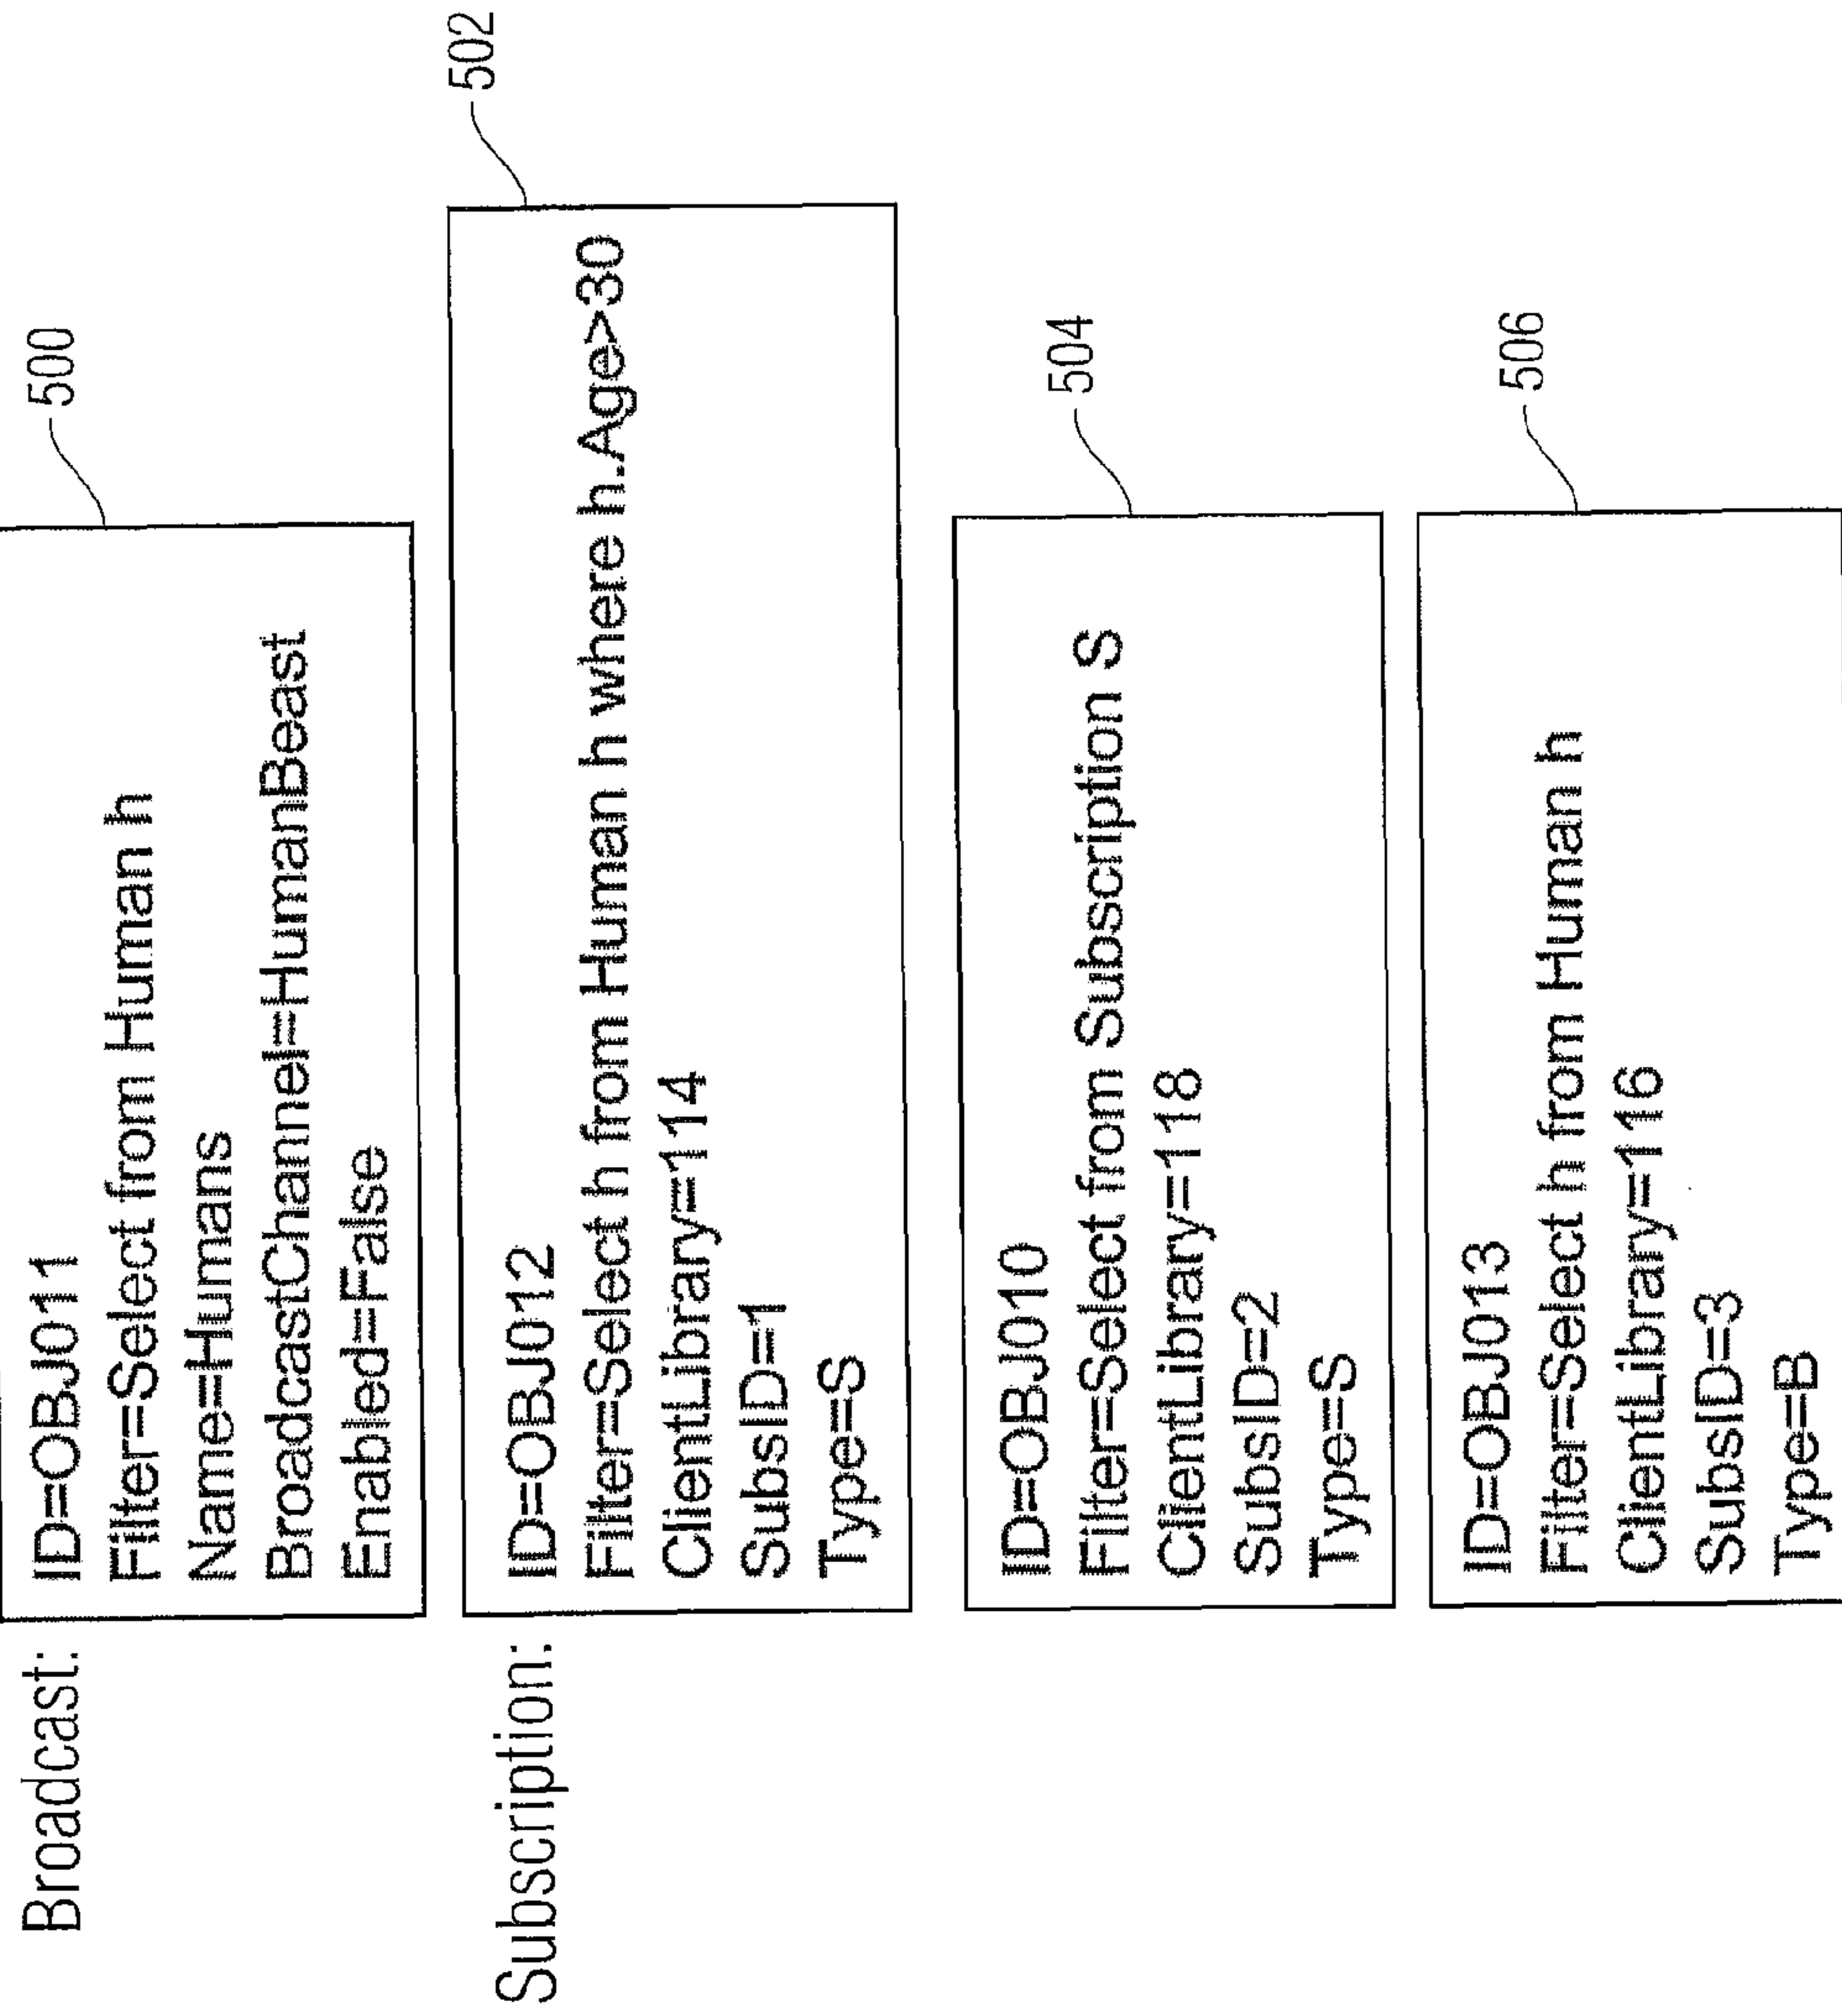 Broadcast:
500
ID=OBJ011
Filter=Select from Human h
Name=Humans
BroadcastChannel=HumanBeast
Enabled=False
Subscription:
502
ID=OBJ012
Filter=Select h from Human h where h.Age>30
ClientLibrary=114
SubsID=1
Type=S
504
ID=OBJ010
Filter=Select from Subscription S
ClientLibrary=118
SubsID=2
Type=S
506
ID=OBJ013
Filter=Select h from Human h
ClientLibrary=116
SubsID=3
Type=B